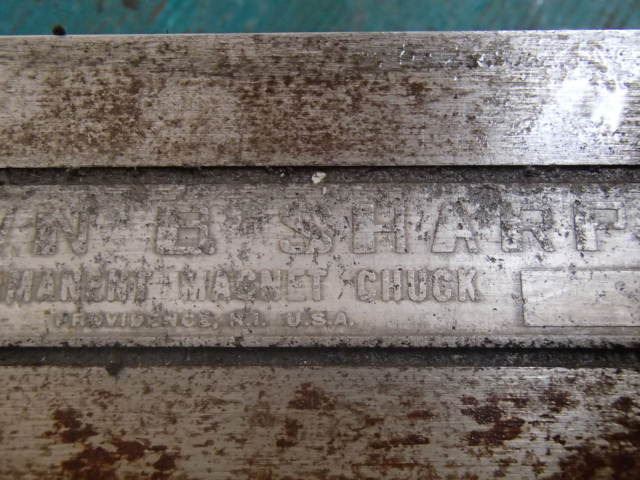 WN & SHARP
MANENT MAGNET CHUCK
PROVIDENCE, R.I. U.S.A.